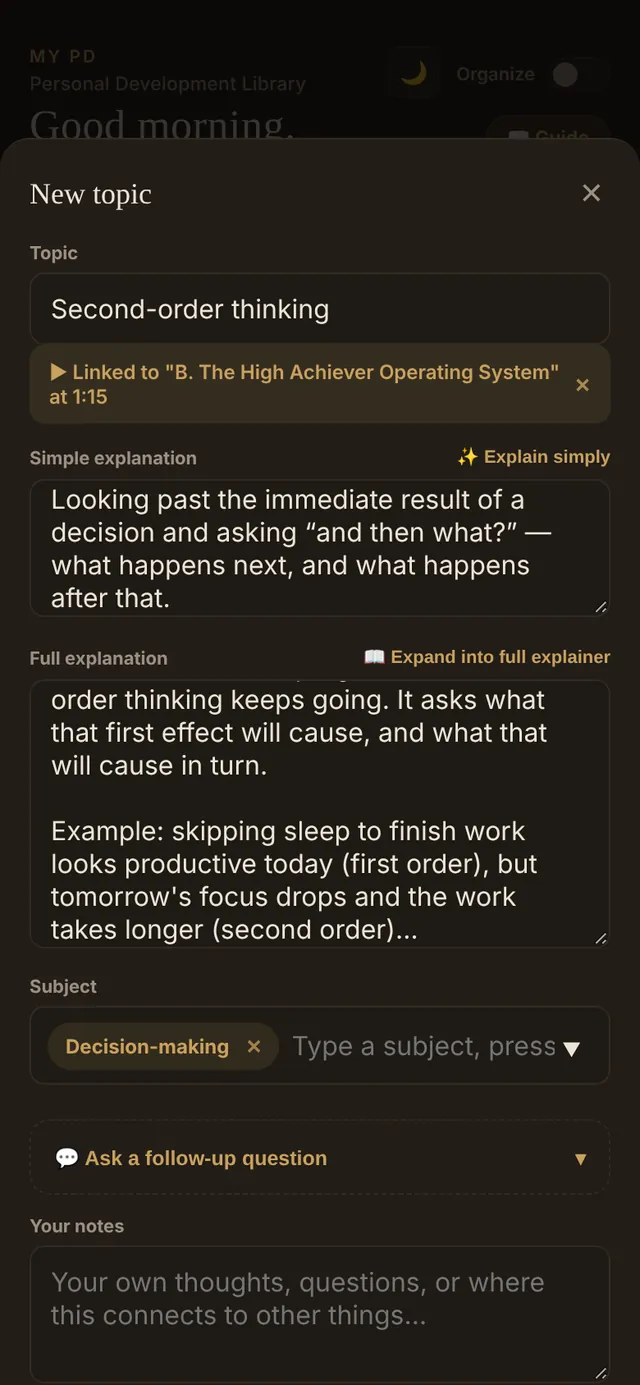 MY PD
Personal Development Library
Organize
Good morning.
Guide
New topic
Topic
Second-order thinking
▶ Linked to "B. The High Achiever Operating System"
at 1:15
Simple explanation
✨ Explain simply
Looking past the immediate result of a
decision and asking “and then what?” —
what happens next, and what happens
after that.
Full explanation
📖 Expand into full explainer
order thinking keeps going. It asks what
that first effect will cause, and what that
will cause in turn.
Example: skipping sleep to finish work
looks productive today (first order), but
tomorrow's focus drops and the work
takes longer (second order)...
Subject
Decision-making ✕
Type a subject, press
💬 Ask a follow-up question
Your notes
Your own thoughts, questions, or where
this connects to other things...